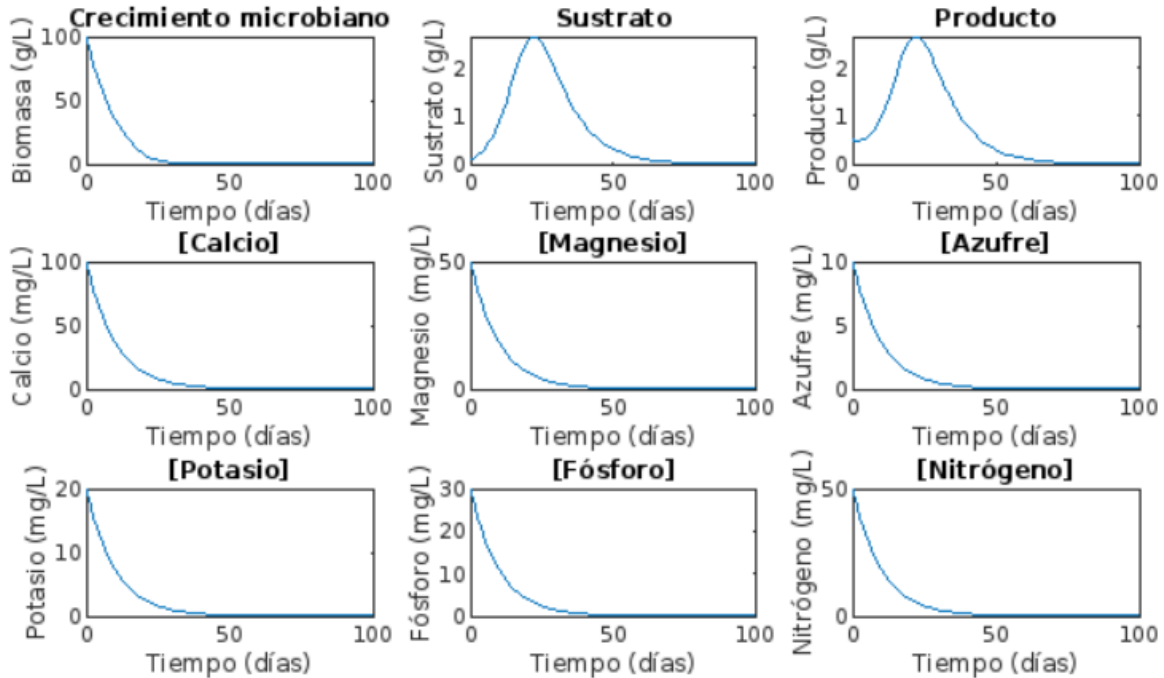 Crecimiento microbiano
100
50
0
Biomasa (g/L)
0 50 100
Tiempo (días)
Sustrato
2
1
0
Sustrato (g/L)
0 50 100
Tiempo (días)
Producto
2
1
0
Producto (g/L)
0 50 100
Tiempo (días)
[Calcio]
100
50
0
Calcio (mg/L)
0 50 100
Tiempo (días)
[Magnesio]
50
0
Magnesio (mg/L)
0 50 100
Tiempo (días)
[Azufre]
10
5
0
Azufre (mg/L)
0 50 100
Tiempo (días)
[Potasio]
20
10
0
Potasio (mg/L)
0 50 100
Tiempo (días)
[Fósforo]
30
20
10
0
Fósforo (mg/L)
0 50 100
Tiempo (días)
[Nitrógeno]
50
0
Nitrógeno (mg/L)
0 50 100
Tiempo (días)